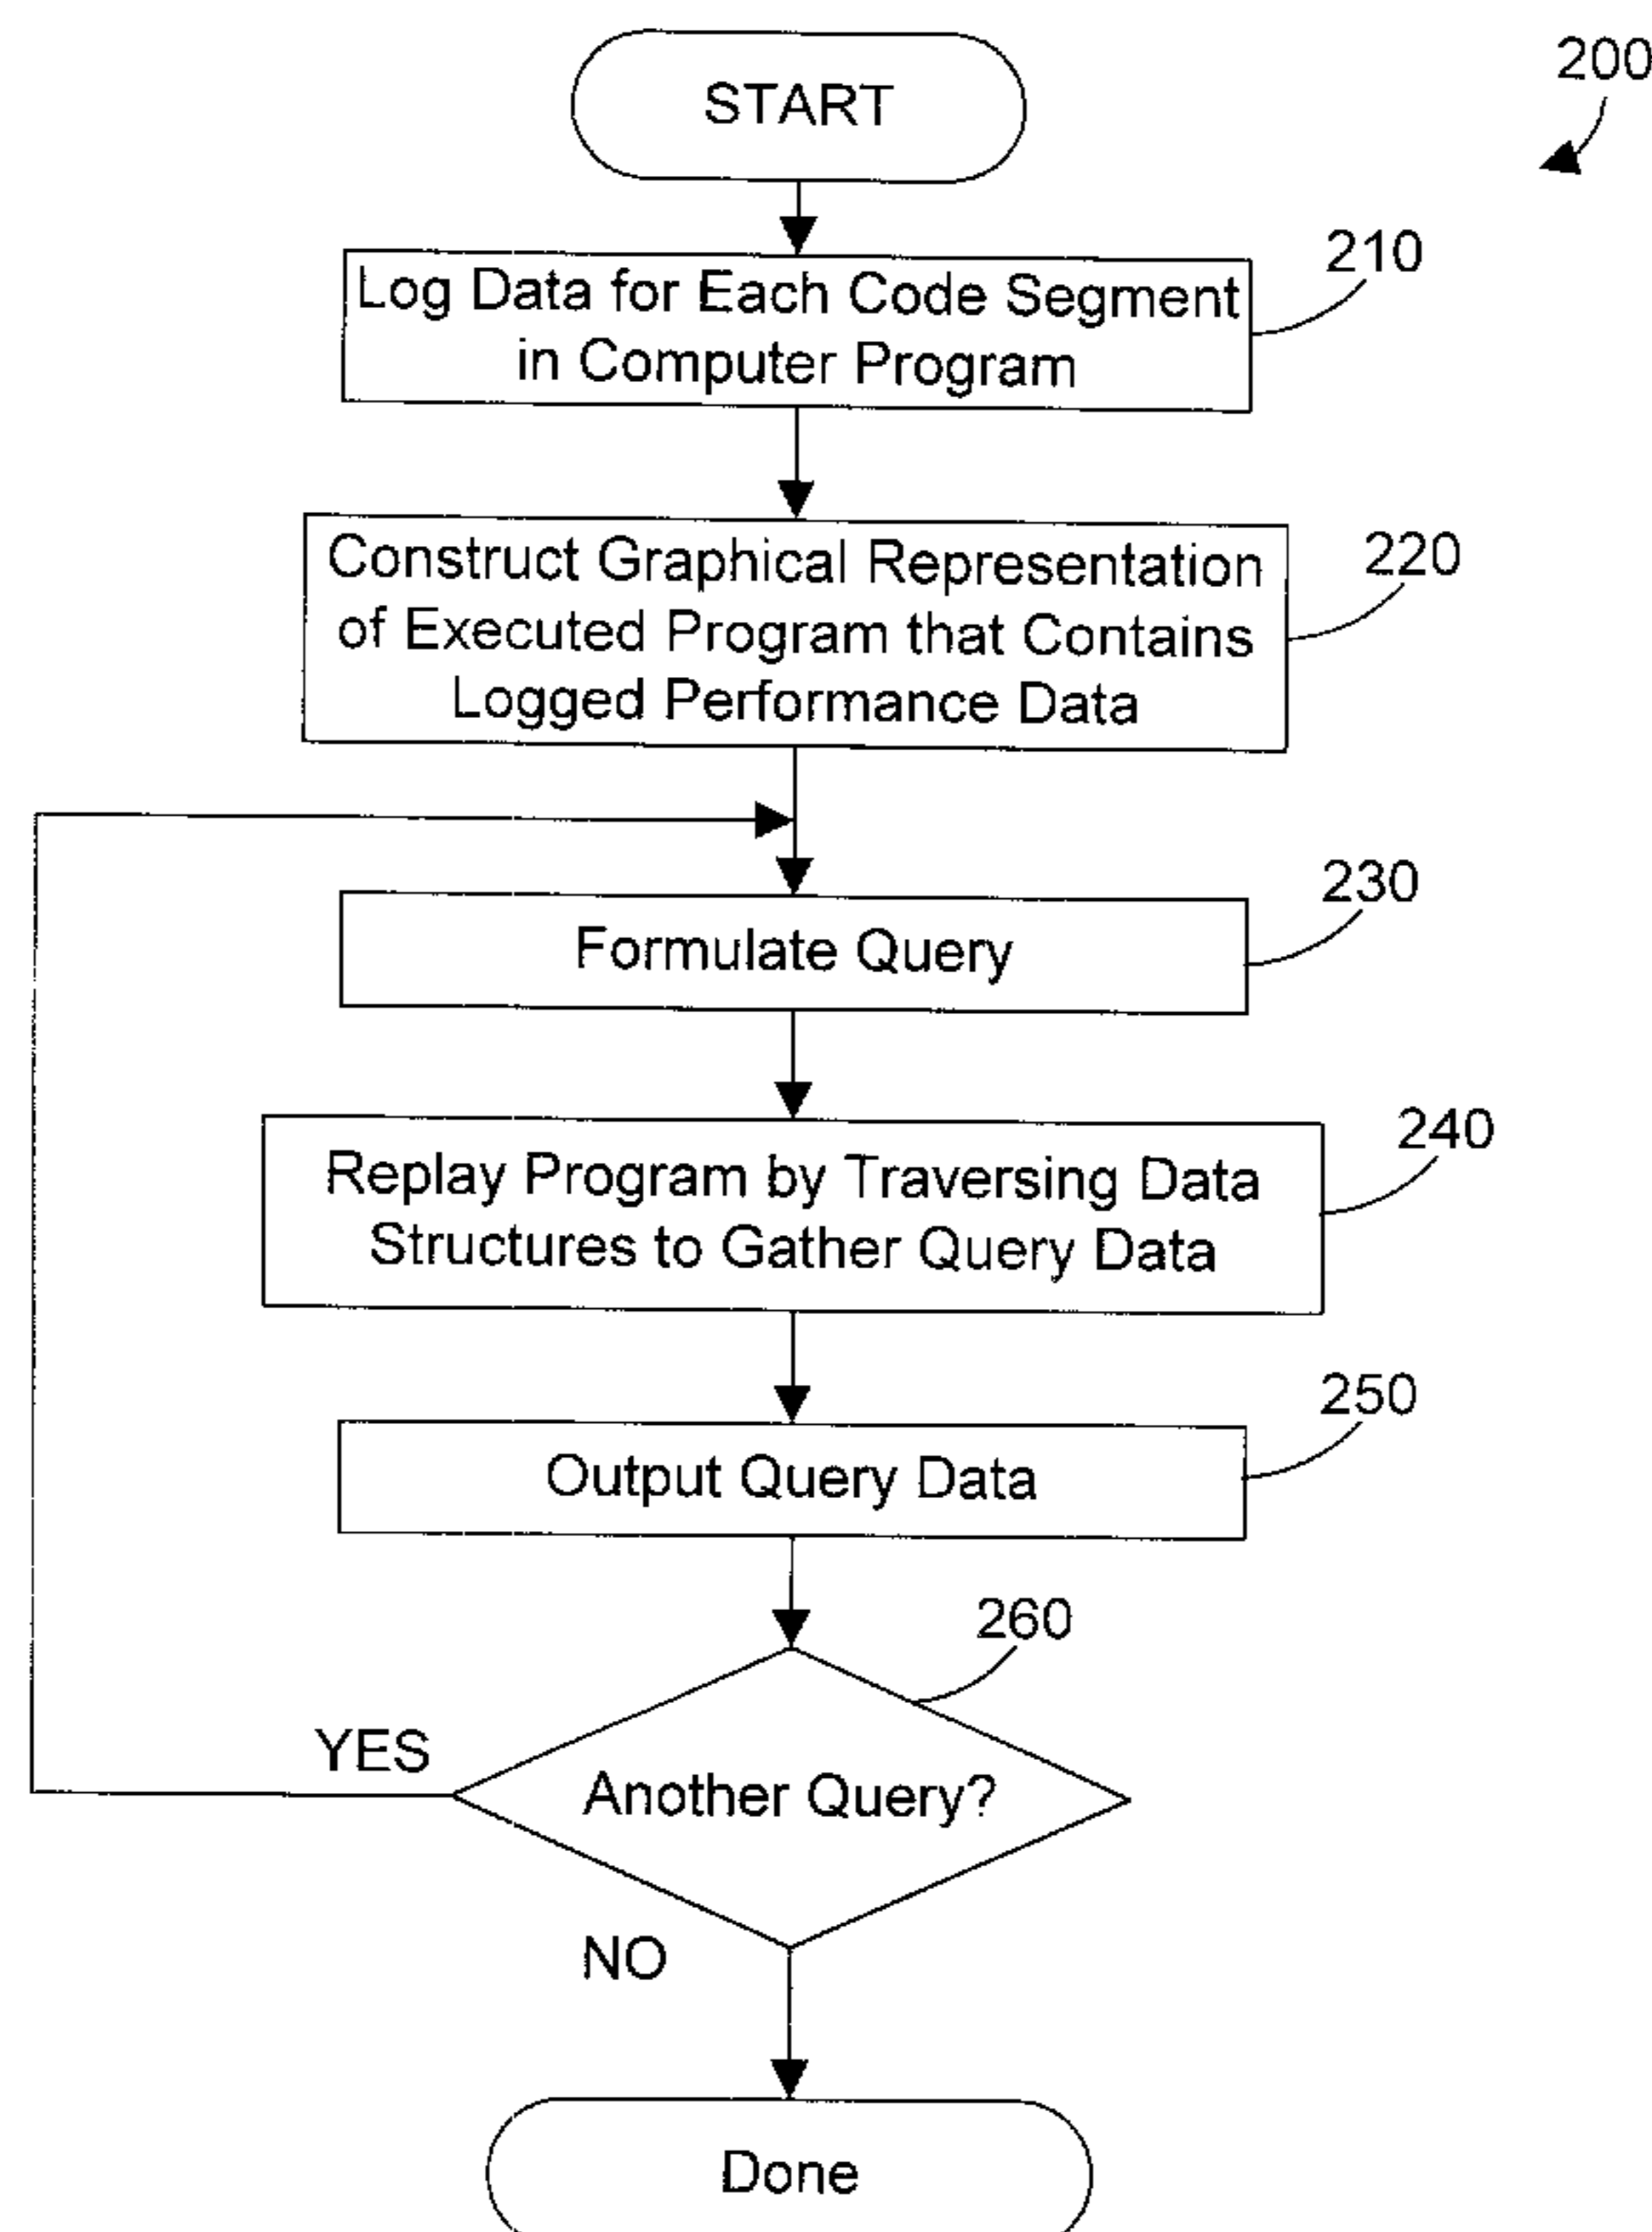 START
200
Log Data for Each Code Segment
in Computer Program
210
Construct Graphical Representation
of Executed Program that Contains
Logged Performance Data
220
Formulate Query
230
Replay Program by Traversing Data
Structures to Gather Query Data
240
Output Query Data
250
260
YES
Another Query?
NO
Done